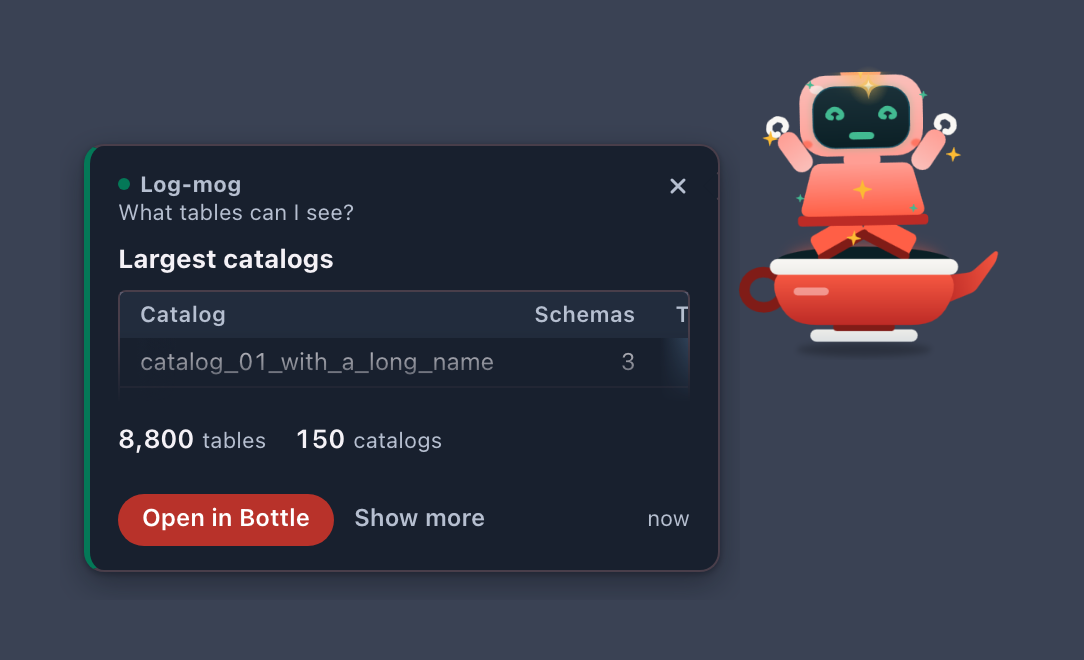 Log-mog
What tables can I see?
Largest catalogs
Catalog Schemas T
catalog_01_with_a_long_name 3
8,800 tables 150 catalogs
Open in Bottle Show more now